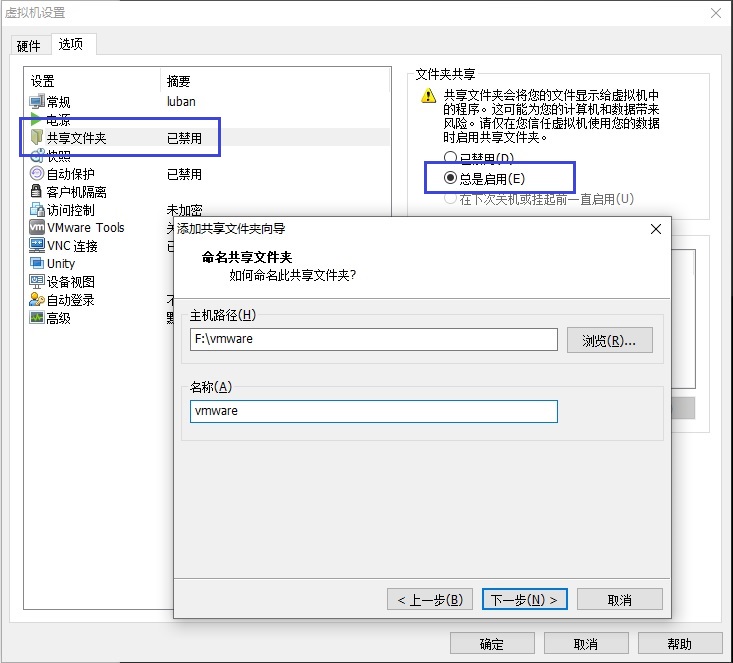 虚拟机设置
硬件 选项
设置 摘要
常规 luban
电源
共享文件夹 已禁用
快照
自动保护 已禁用
客户机隔离
访问控制 未加密
VMware Tools
VNC 连接
Unity
设备视图
自动登录
高级
文件夹共享
共享文件夹会将您的文件显示给虚拟机中
的程序。这可能为您的计算机和数据带来
风险。请仅在您信任虚拟机使用您的数据
时启用共享文件夹。
已禁用(D)
总是启用(E)
在下次关机或挂起前一直启用(U)
添加共享文件夹向导
命名共享文件夹
如何命名此共享文件夹?
主机路径(H)
F:\vmware 浏览(R)...
名称(A)
vmware
< 上一步(B) 下一步(N) > 取消
确定 取消 帮助